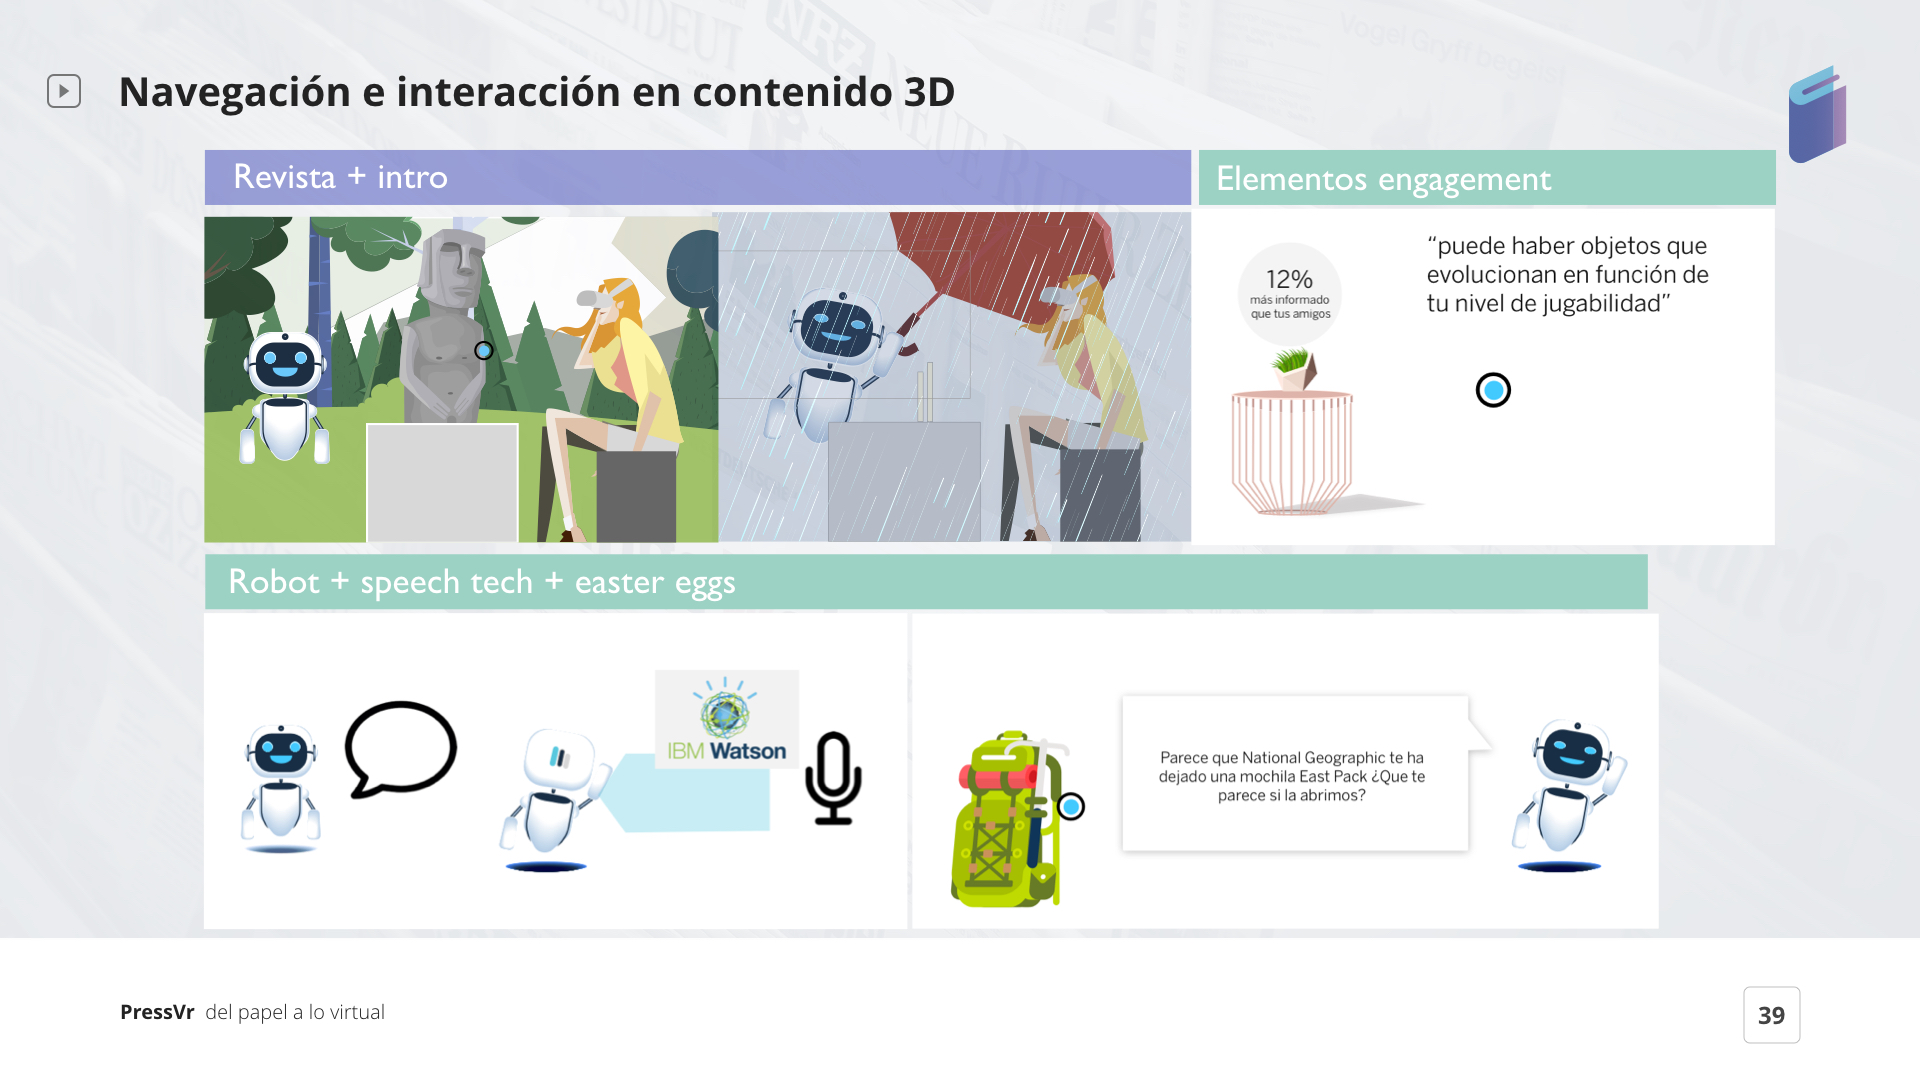 Navegación e interacción en contenido 3D
Revista + intro
Elementos engagement
12%
más informado
que tus amigos
“puede haber objetos que
evolucionan en función de
tu nivel de jugabilidad”
Robot + speech tech + easter eggs
IBM Watson
Parece que National Geographic te ha
dejado una mochila East Pack ¿Que te
parece si la abrimos?
PressVr del papel a lo virtual
39